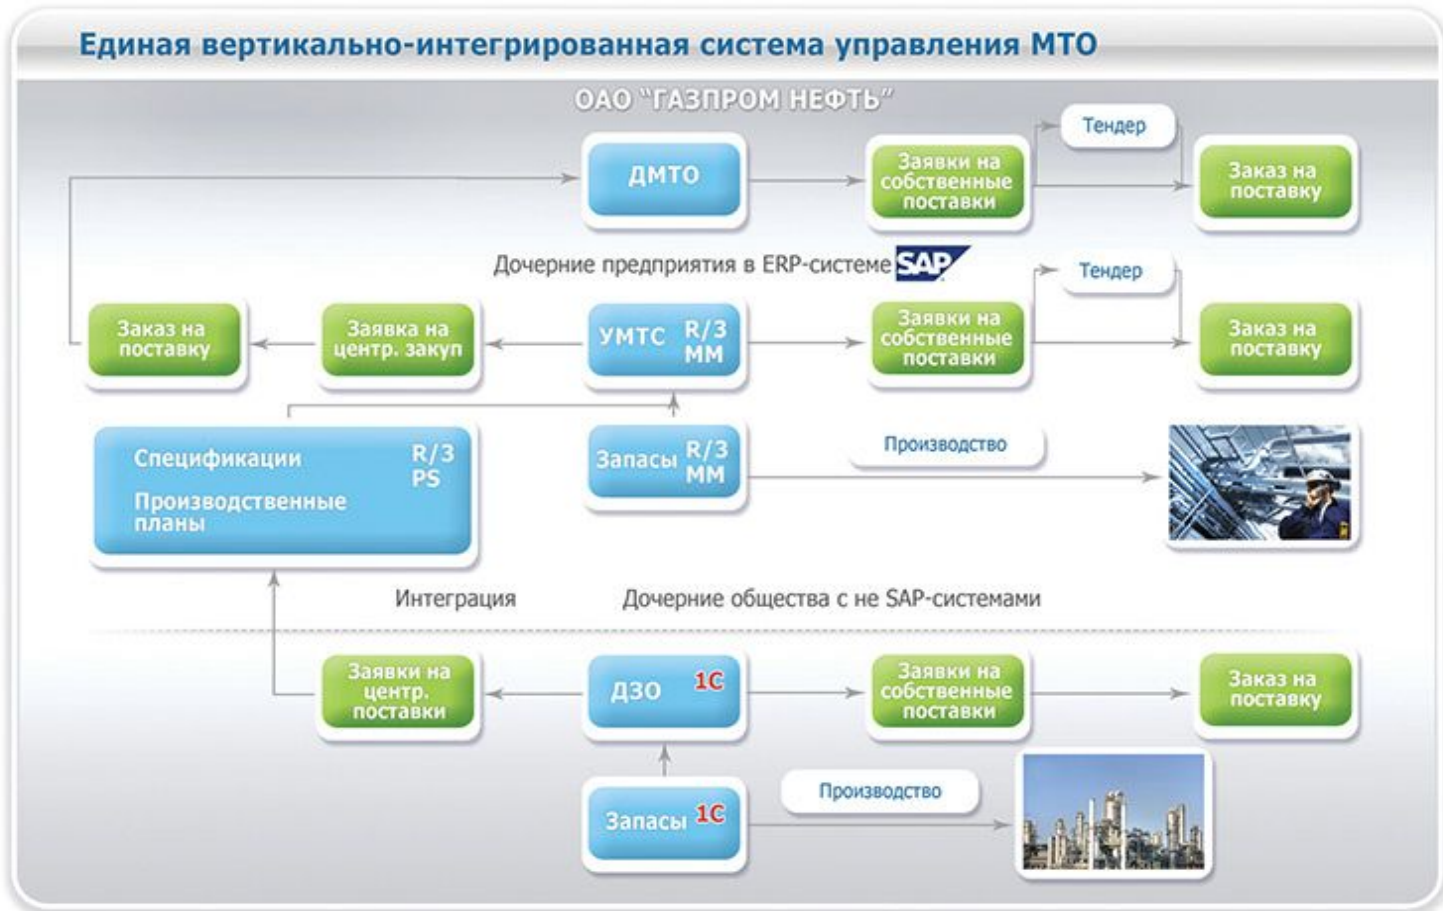 Единая вертикально-интегрированная система управления МТО
ОАО "ГАЗПРОМ НЕФТЬ"
ДМТО
Заявки на
собственные
поставки
Тендер
Заказ на
поставку
Дочерние предприятия в ERP-системе SAP
Заказ на
поставку
Заявка на
центр. закуп
УМТС R/3
MM
Заявки на
собственные
поставки
Тендер
Заказ на
поставку
Спецификации R/3
PS
Производственные
планы
Запасы R/3
MM
Производство
Интеграция
Дочерние общества с не SAP-системами
Заявки на
центр.
поставки
ДЗО 1С
Заявки на
собственные
поставки
Заказ на
поставку
Запасы 1С
Производство